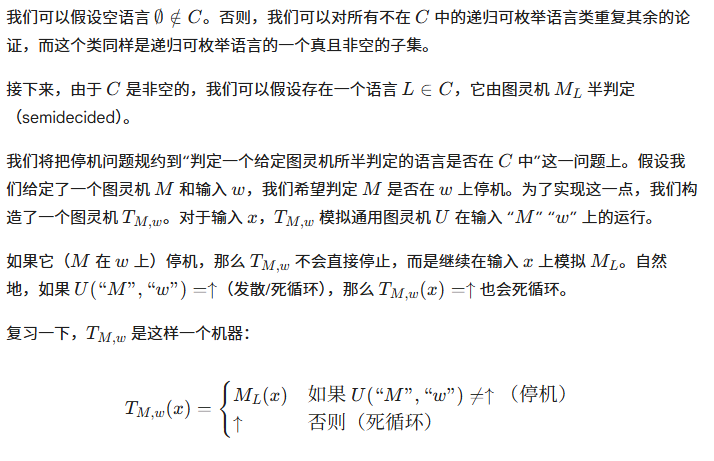 我们可以假设空语言 ∅ ∉ C。否则，我们可以对所有不在 C 中的递归可枚举语言类重复其余的论
证，而这个类同样是递归可枚举语言的一个真且非空的子集。
接下来，由于 C 是非空的，我们可以假设存在一个语言 L ∈ C，它由图灵机 M_L 半判定
（semidecided）。
我们将把停机问题规约到“判定一个给定图灵机所半判定的语言是否在 C 中”这一问题上。假设我
们给定了一个图灵机 M 和输入 w，我们希望判定 M 是否在 w 上停机。为了实现这一点，我们构
造了一个图灵机 T_{M,w}。对于输入 x，T_{M,w} 模拟通用图灵机 U 在输入 “M” “w” 上的运行。
如果它（M 在 w 上）停机，那么 T_{M,w} 不会直接停止，而是继续在输入 x 上模拟 M_L。自然
地，如果 U(“M”, “w”) =↑（发散/死循环），那么 T_{M,w}(x) =↑ 也会死循环。
复习一下，T_{M,w} 是这样一个机器：
T_{M,w}(x) = { M_L(x) 如果 U(“M”, “w”) ≠↑ （停机）
↑ 否则（死循环）